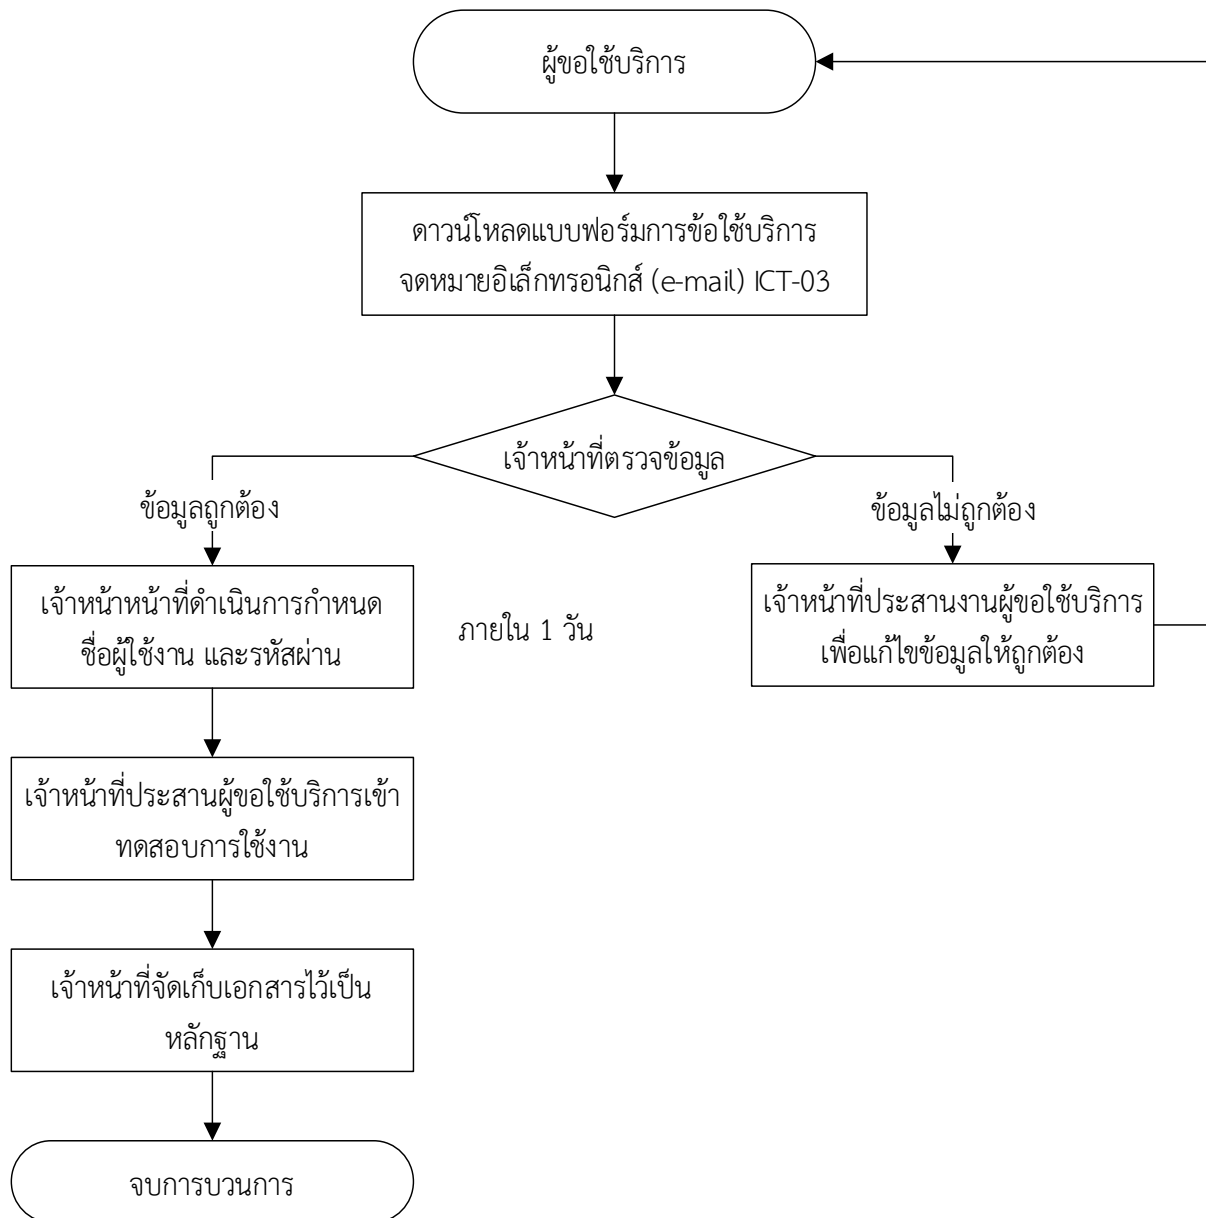 ผู้ขอใช้บริการ
ดาวน์โหลดแบบฟอร์มการข้อใช้บริการ
จดหมายอิเล็กทรอนิกส์ (e-mail) ICT-03
เจ้าหน้าที่ตรวจข้อมูล
ข้อมูลถูกต้อง
ข้อมูลไม่ถูกต้อง
เจ้าหน้าหน้าที่ดำเนินการกำหนด
ชื่อผู้ใช้งาน และรหัสผ่าน
ภายใน 1 วัน
เจ้าหน้าที่ประสานงานผู้ขอใช้บริการ
เพื่อแก้ไขข้อมูลให้ถูกต้อง
เจ้าหน้าที่ประสานผู้ขอใช้บริการเข้า
ทดสอบการใช้งาน
เจ้าหน้าที่จัดเก็บเอกสารไว้เป็น
หลักฐาน
จบการบวนการ